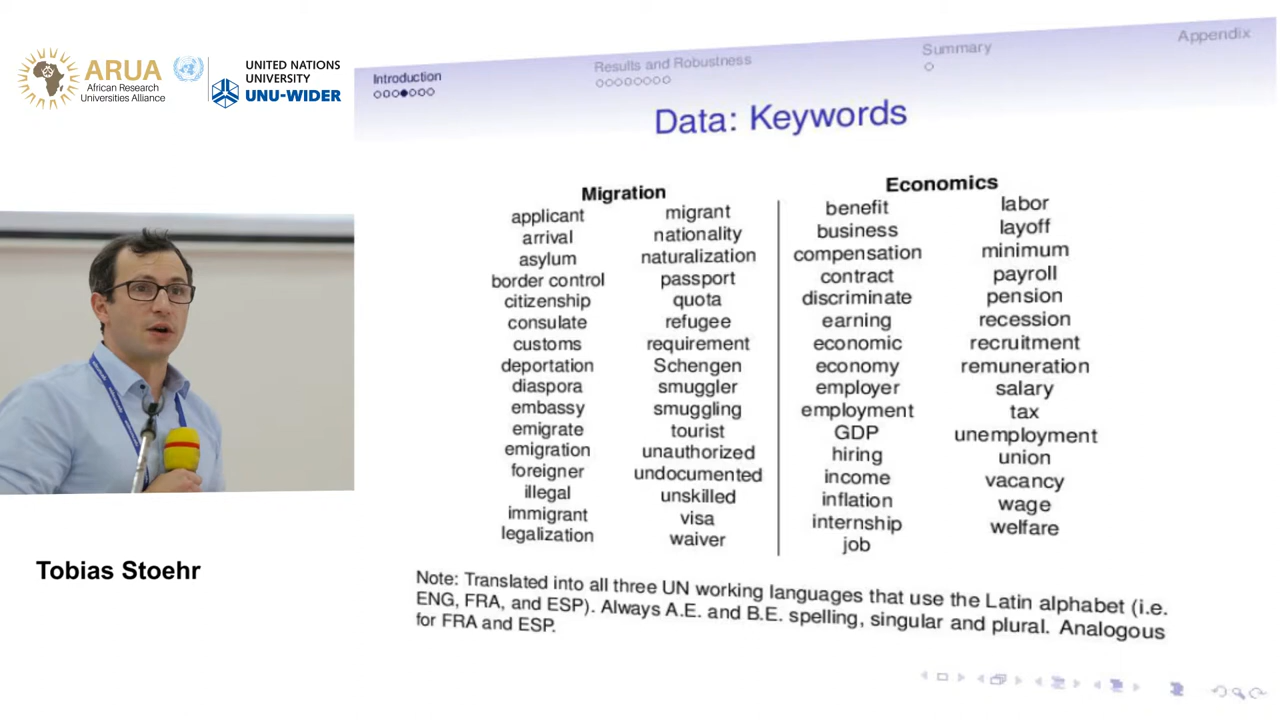 ARUA
African Research
Universities Alliance
UNITED NATIONS
UNIVERSITY
UNU-WIDER
Tobias Stoehr
Introduction
Results and Robustness
Summary
Appendix
Data: Keywords
Migration
applicant migrant
arrival nationality
asylum naturalization
border control passport
citizenship quota
consulate refugee
customs requirement
deportation Schengen
diaspora smuggler
embassy smuggling
emigrate tourist
emigration unauthorized
foreigner undocumented
illegal unskilled
immigrant visa
legalization waiver
Economics
benefit labor
business layoff
compensation minimum
contract payroll
discriminate pension
earning recession
economic recruitment
economy remuneration
employer salary
employment tax
GDP unemployment
hiring union
income vacancy
inflation wage
internship welfare
job
Note: Translated into all three UN working languages that use the Latin alphabet (i.e.
ENG, FRA, and ESP). Always A.E. and B.E. spelling, singular and plural. Analogous
for FRA and ESP.